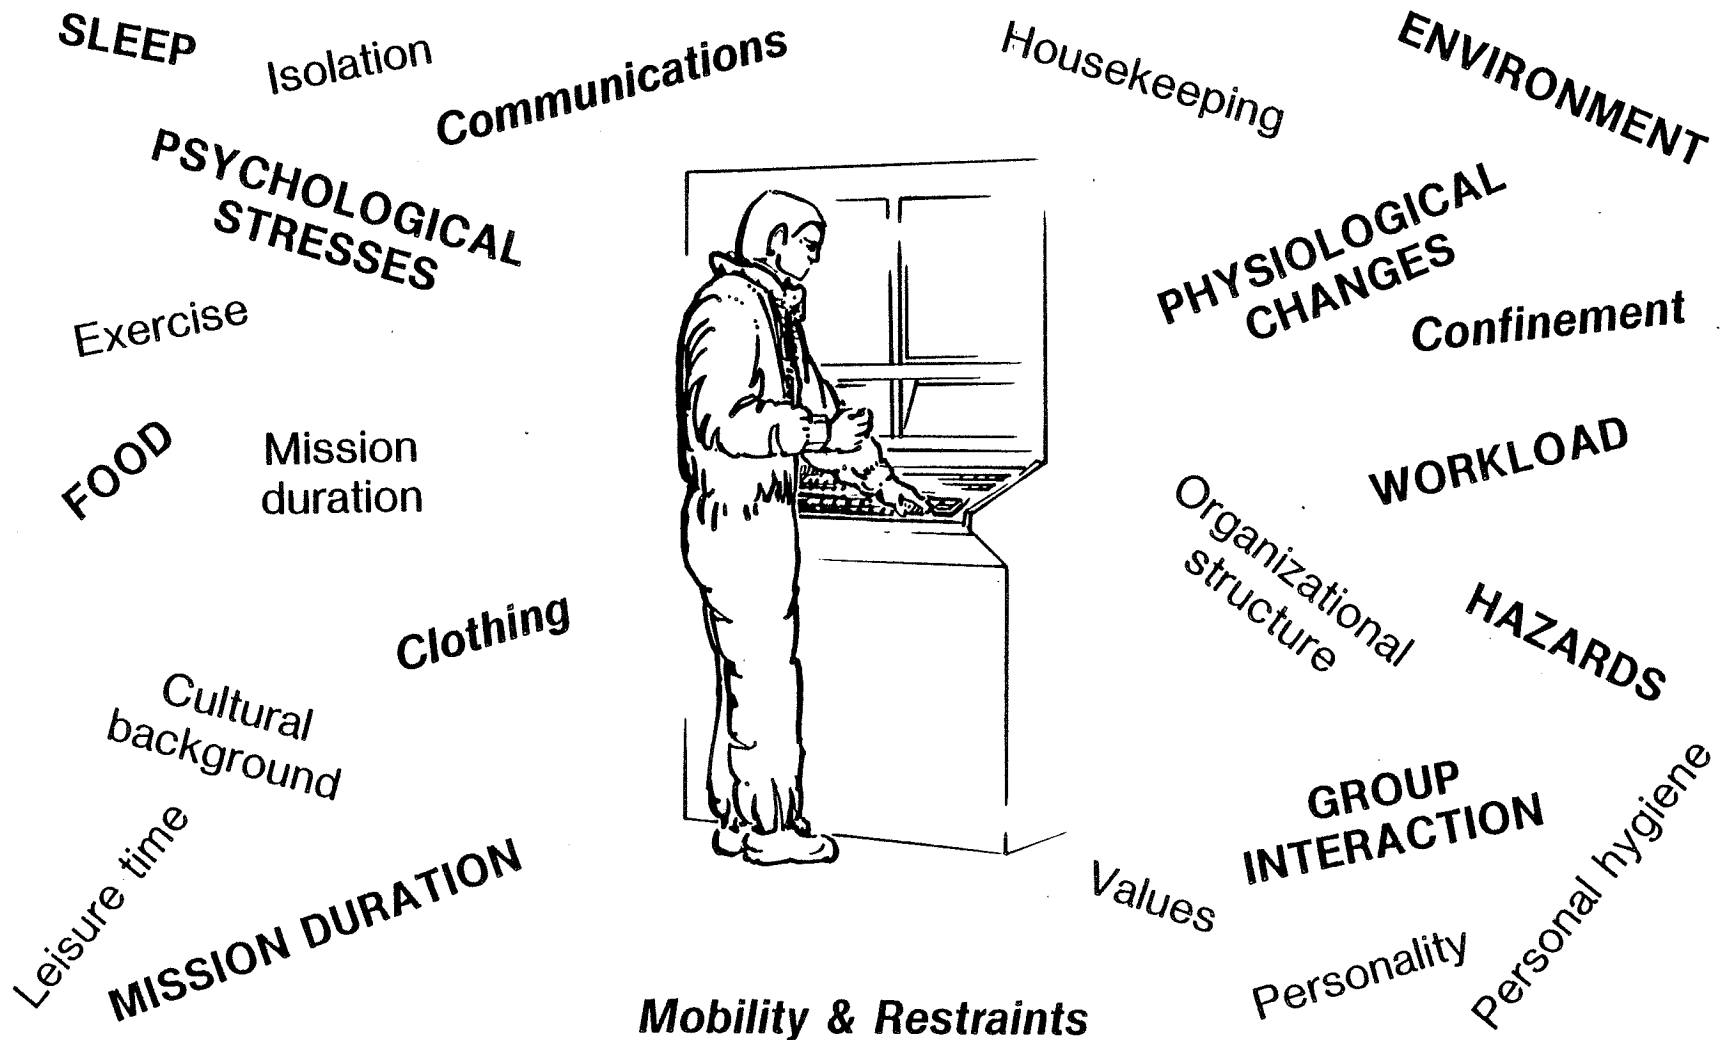 SLEEP
Isolation
Communications
Housekeeping
ENVIRONMENT
PSYCHOLOGICAL
STRESSES
PHYSIOLOGICAL
CHANGES
Exercise
Confinement
FOOD
Mission
duration
WORKLOAD
Organizational
structure
Clothing
HAZARDS
Cultural
background
GROUP
INTERACTION
Leisure time
MISSION DURATION
Values
Personality
Personal hygiene
Mobility & Restraints